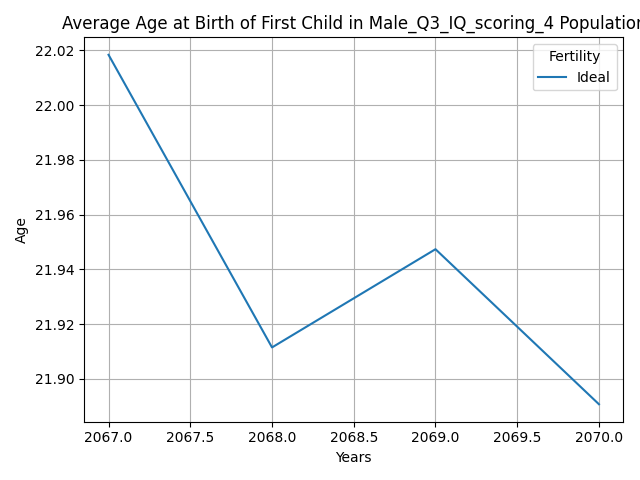 Average Age at Birth of First Child in Male_Q3_IQ_scoring_4 Population
Fertility
Ideal
22.02
22.00
21.98
21.96
21.94
21.92
21.90
Age
2067.0 2067.5 2068.0 2068.5 2069.0 2069.5 2070.0
Years